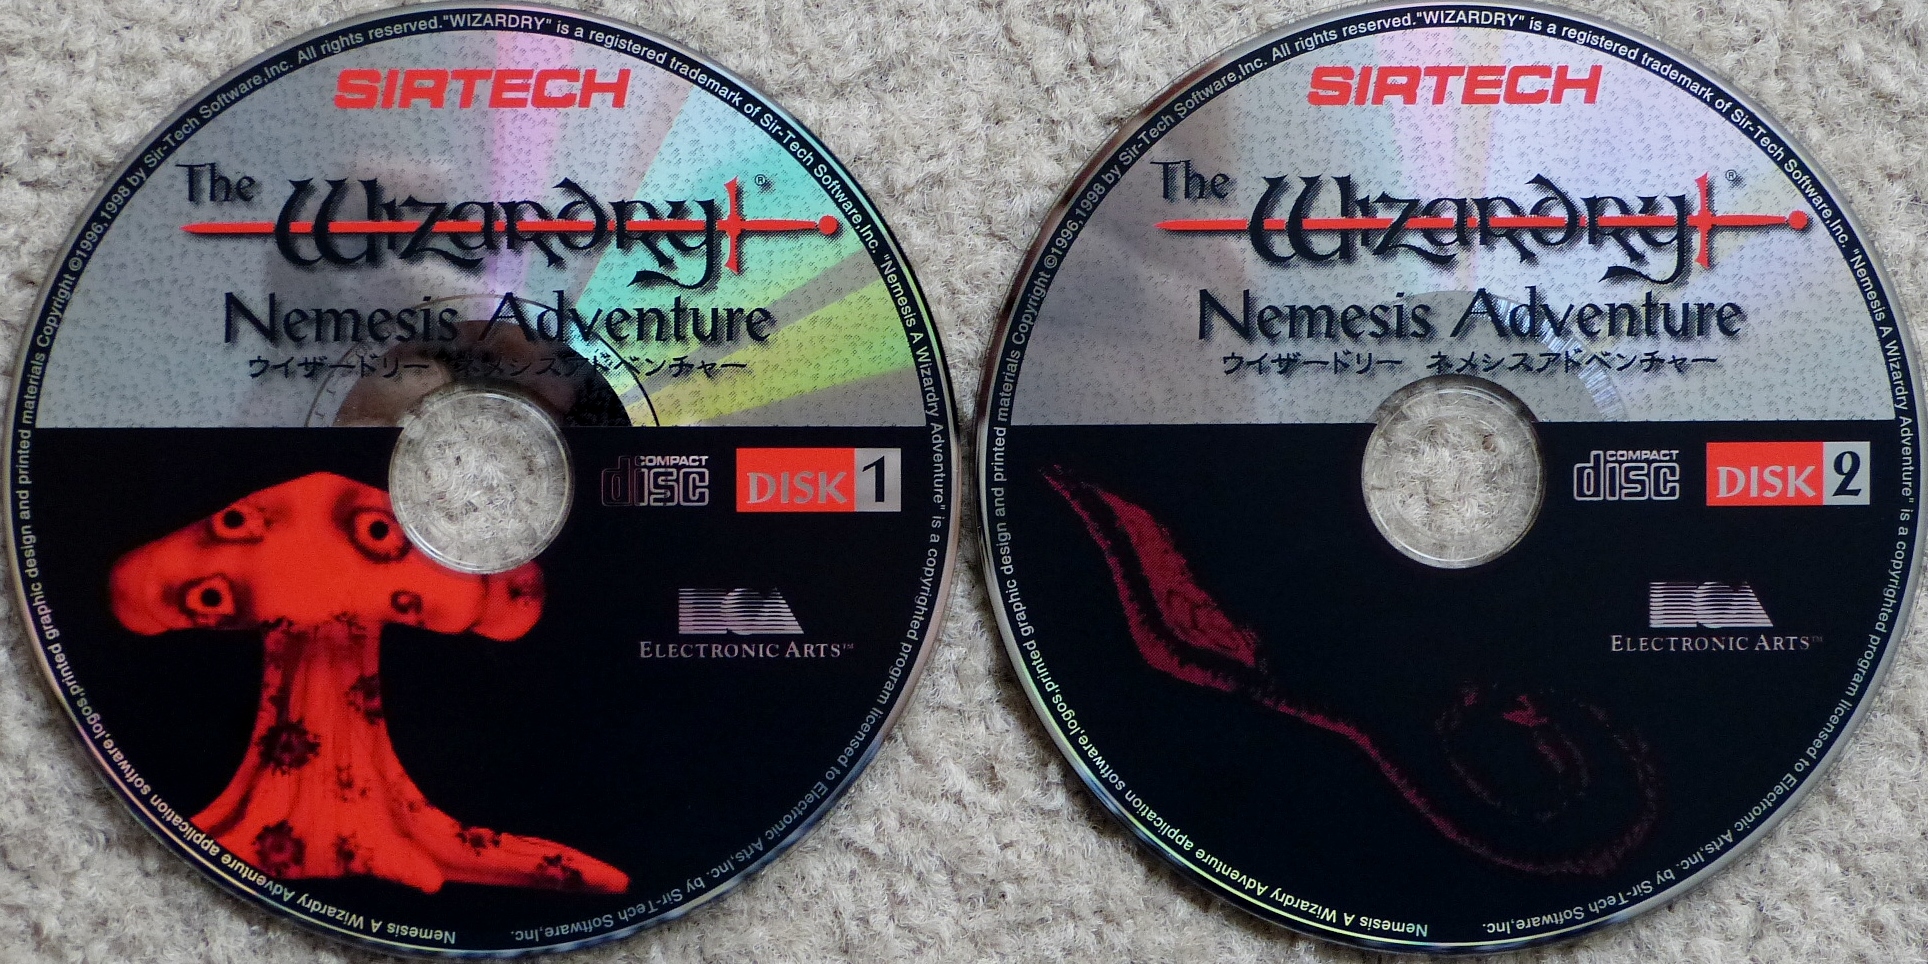 SIRTECH
The Wizardry®
Nemesis Adventure
ウイザードリー ネメシスアドベンチャー
COMPACT
disc
DISK 1
EA
ELECTRONIC ARTS™
Nemesis A Wizardry Adventure application software,logos,printed graphic design and printed materials Copyright ©1996,1998 by Sir-Tech Software,Inc. All rights reserved."WIZARDRY" is a registered trademark of Sir-Tech Software,Inc. "Nemesis A Wizardry Adventure" is a copyrighted program licensed to Electronic Arts,Inc. by Sir-Tech Software,Inc.
SIRTECH
The Wizardry®
Nemesis Adventure
ウイザードリー ネメシスアドベンチャー
COMPACT
disc
DISK 2
EA
ELECTRONIC ARTS™
Nemesis A Wizardry Adventure application software,logos,printed graphic design and printed materials Copyright ©1996,1998 by Sir-Tech Software,Inc. All rights reserved."WIZARDRY" is a registered trademark of Sir-Tech Software,Inc. "Nemesis A Wizardry Adventure" is a copyrighted program licensed to Electronic Arts,Inc. by Sir-Tech Software,Inc.